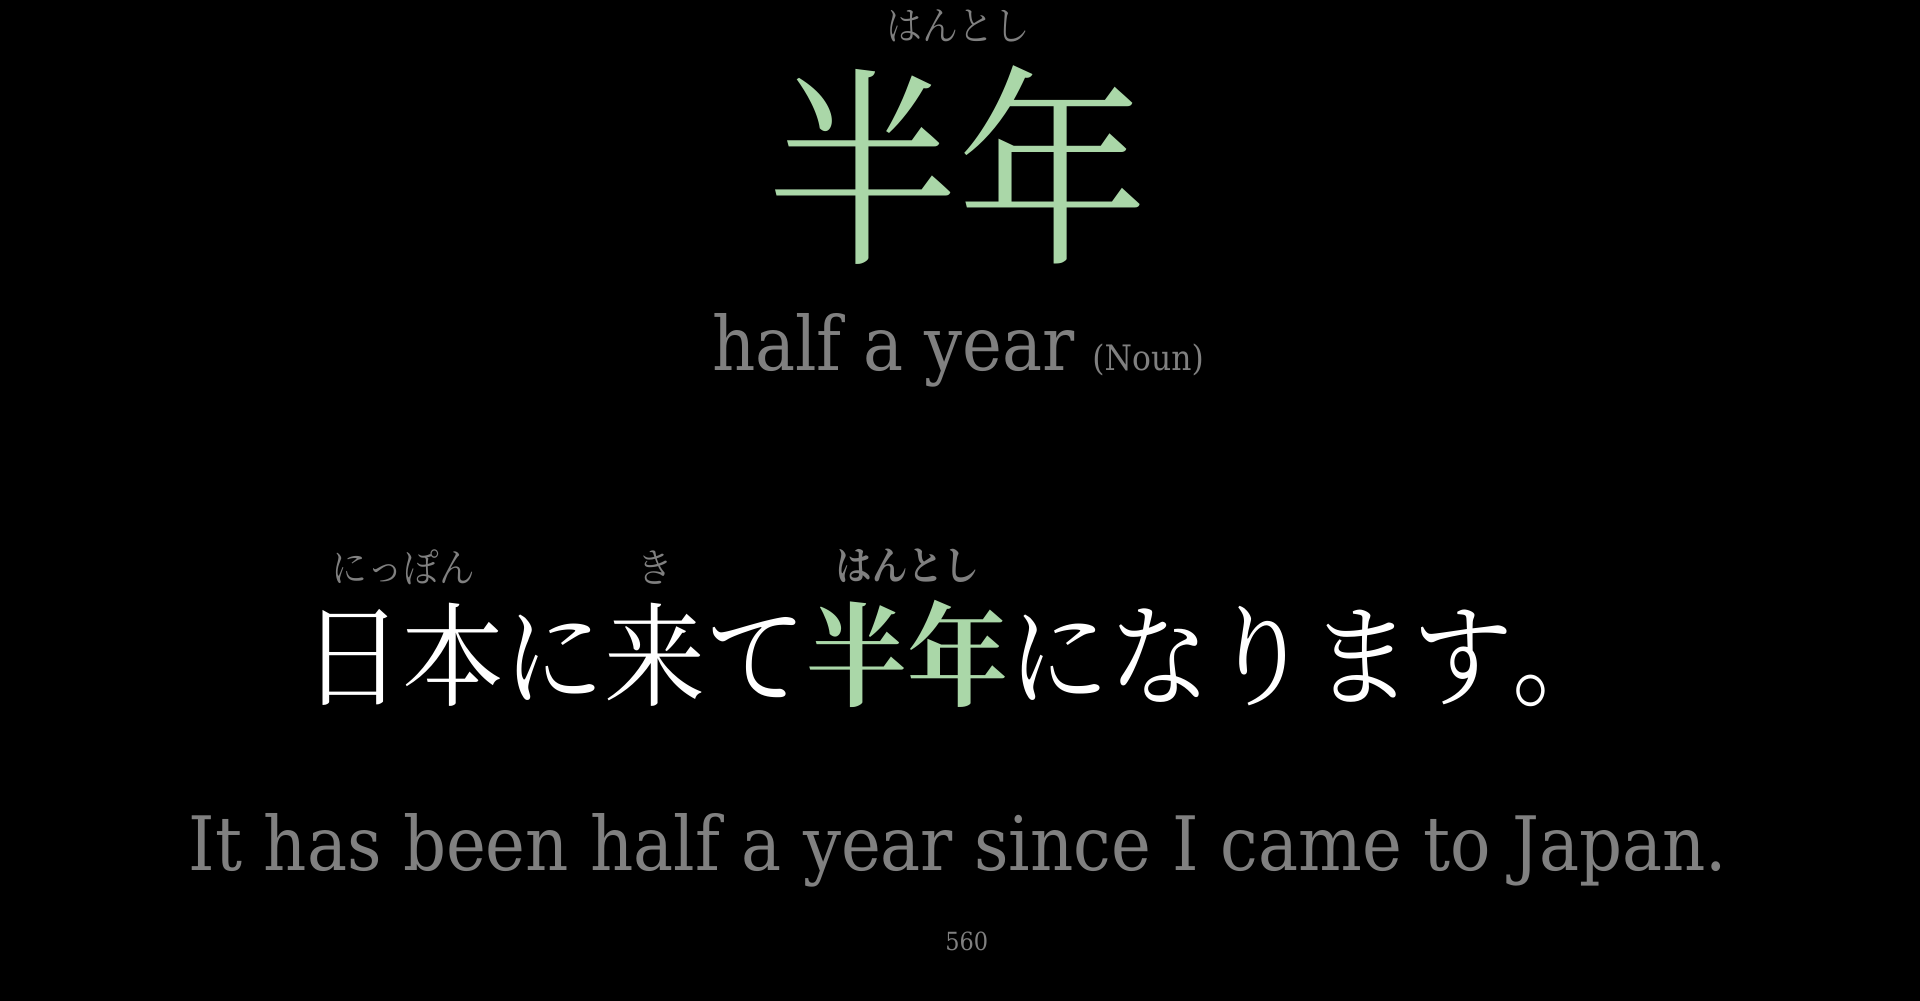 はんとし
半年
half a year (Noun)
にっぽん き はんとし
日本に来て半年になります。
It has been half a year since I came to Japan.
560